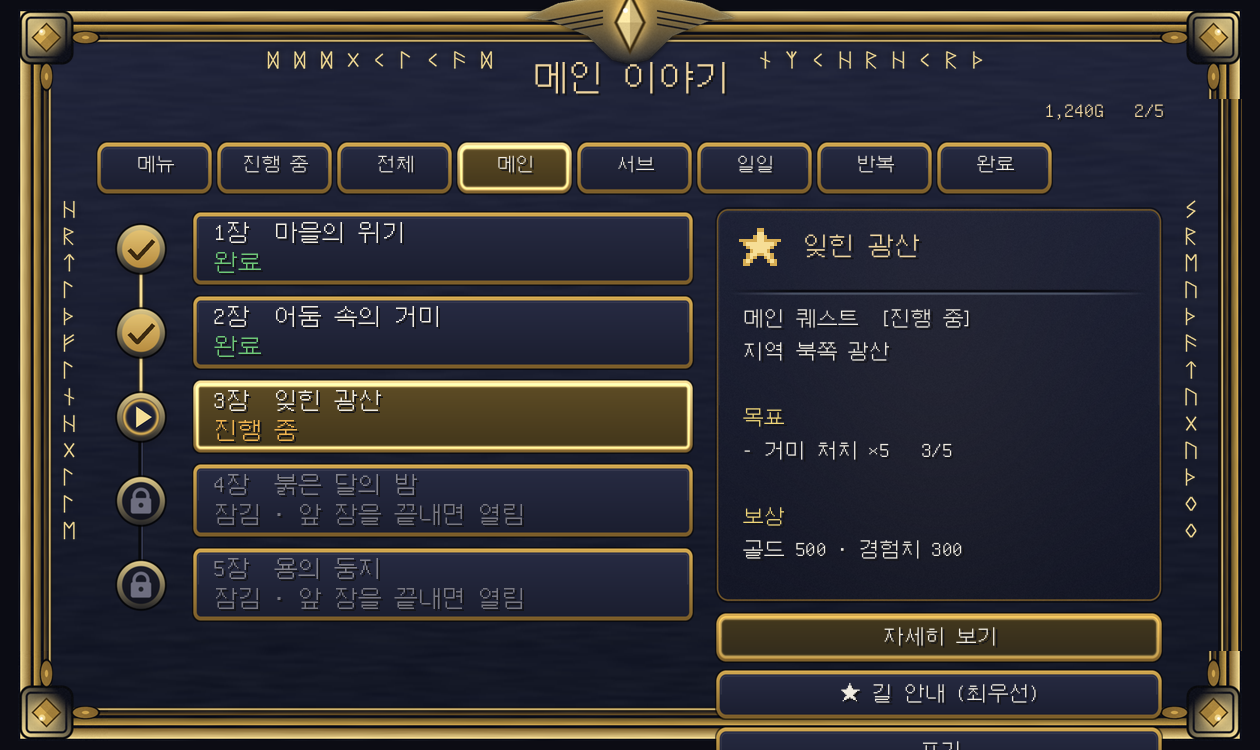 ᛞᛞᛞᚷᚲᛚᚲᚨᛞ
메인 이야기
ᚾᛉᚲᚺᚱᚺᚲᚱᚦ
1,240G 2/5
메뉴 진행 중 전체 메인 서브 일일 반복 완료
ᚺᚱᛏᛚᚦᚠᛚᚾᚺᚷᛚᛚᛖ
1장 마을의 위기
완료
2장 어둠 속의 거미
완료
3장 잊힌 광산
진행 중
4장 붉은 달의 밤
잠김 · 앞 장을 끝내면 열림
5장 용의 둥지
잠김 · 앞 장을 끝내면 열림
잊힌 광산
메인 퀘스트 [진행 중]
지역 북쪽 광산
목표
- 거미 처치 ×5 3/5
보상
골드 500 · 경험치 300
자세히 보기
★ 길 안내 (최우선)
ᛊᚱᛖᚢᚦᚨᛏᚢᚷᚢᚦᛜᛜ